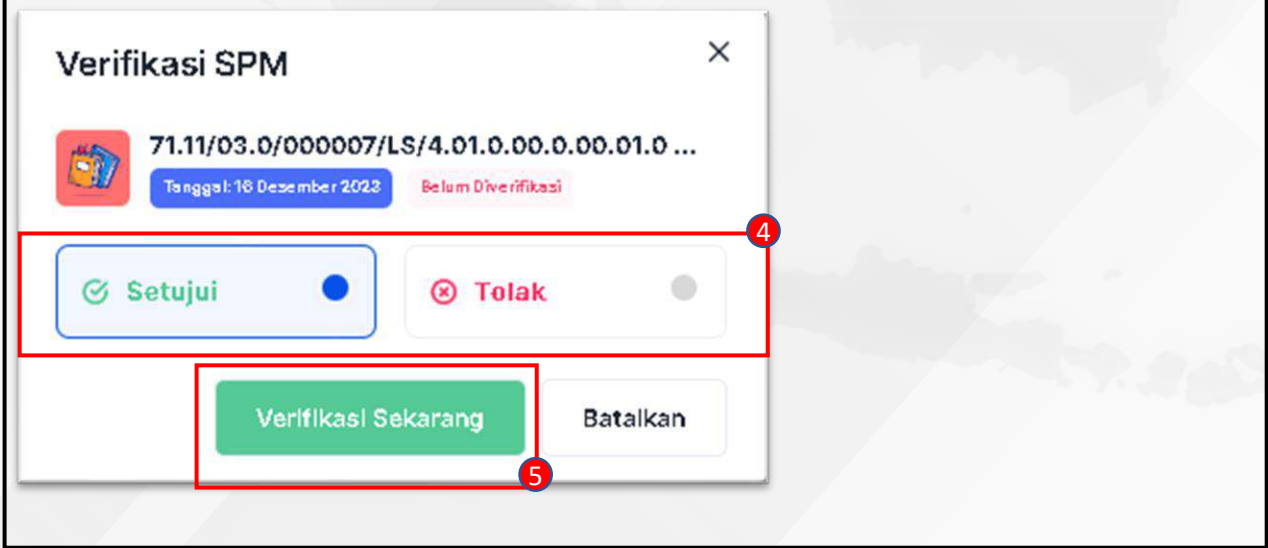 Verifikasi SPM
71.11/03.0/000007/LS/4.01.0.00.0.00.01.0 ...
Tanggal: 16 Desember 2023
Belum Diverifikasi
4
Setujui
Tolak
Verifikasi Sekarang
Batalkan
5